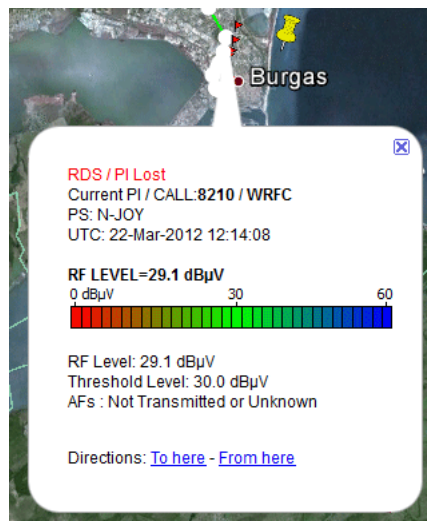 Burgas
RDS / PI Lost
Current PI / CALL:8210 / WRFC
PS: N-JOY
UTC: 22-Mar-2012 12:14:08
RF LEVEL=29.1 dBµV
0 dBµV 30 60
RF Level: 29.1 dBµV
Threshold Level: 30.0 dBµV
AFs : Not Transmitted or Unknown
Directions: To here - From here